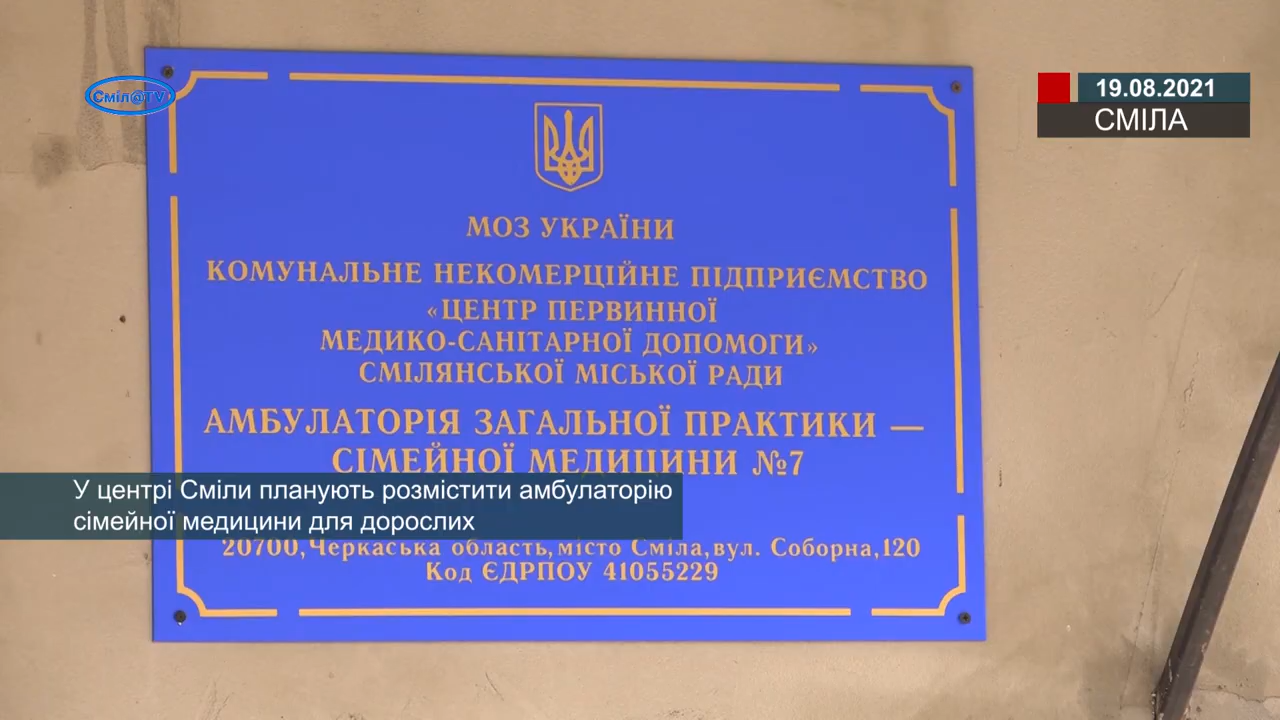 Сміл@TV
19.08.2021
СМІЛА
МОЗ УКРАЇНИ
КОМУНАЛЬНЕ НЕКОМЕРЦІЙНЕ ПІДПРИЄМСТВО
«ЦЕНТР ПЕРВИННОЇ
МЕДИКО-САНІТАРНОЇ ДОПОМОГИ»
СМІЛЯНСЬКОЇ МІСЬКОЇ РАДИ
АМБУЛАТОРІЯ ЗАГАЛЬНОЇ ПРАКТИКИ —
СІМЕЙНОЇ МЕДИЦИНИ №7
У центрі Сміли планують розмістити амбулаторію
сімейної медицини для дорослих
20700,Черкаська область,місто Сміла,вул. Соборна,120
Код ЄДРПОУ 41055229